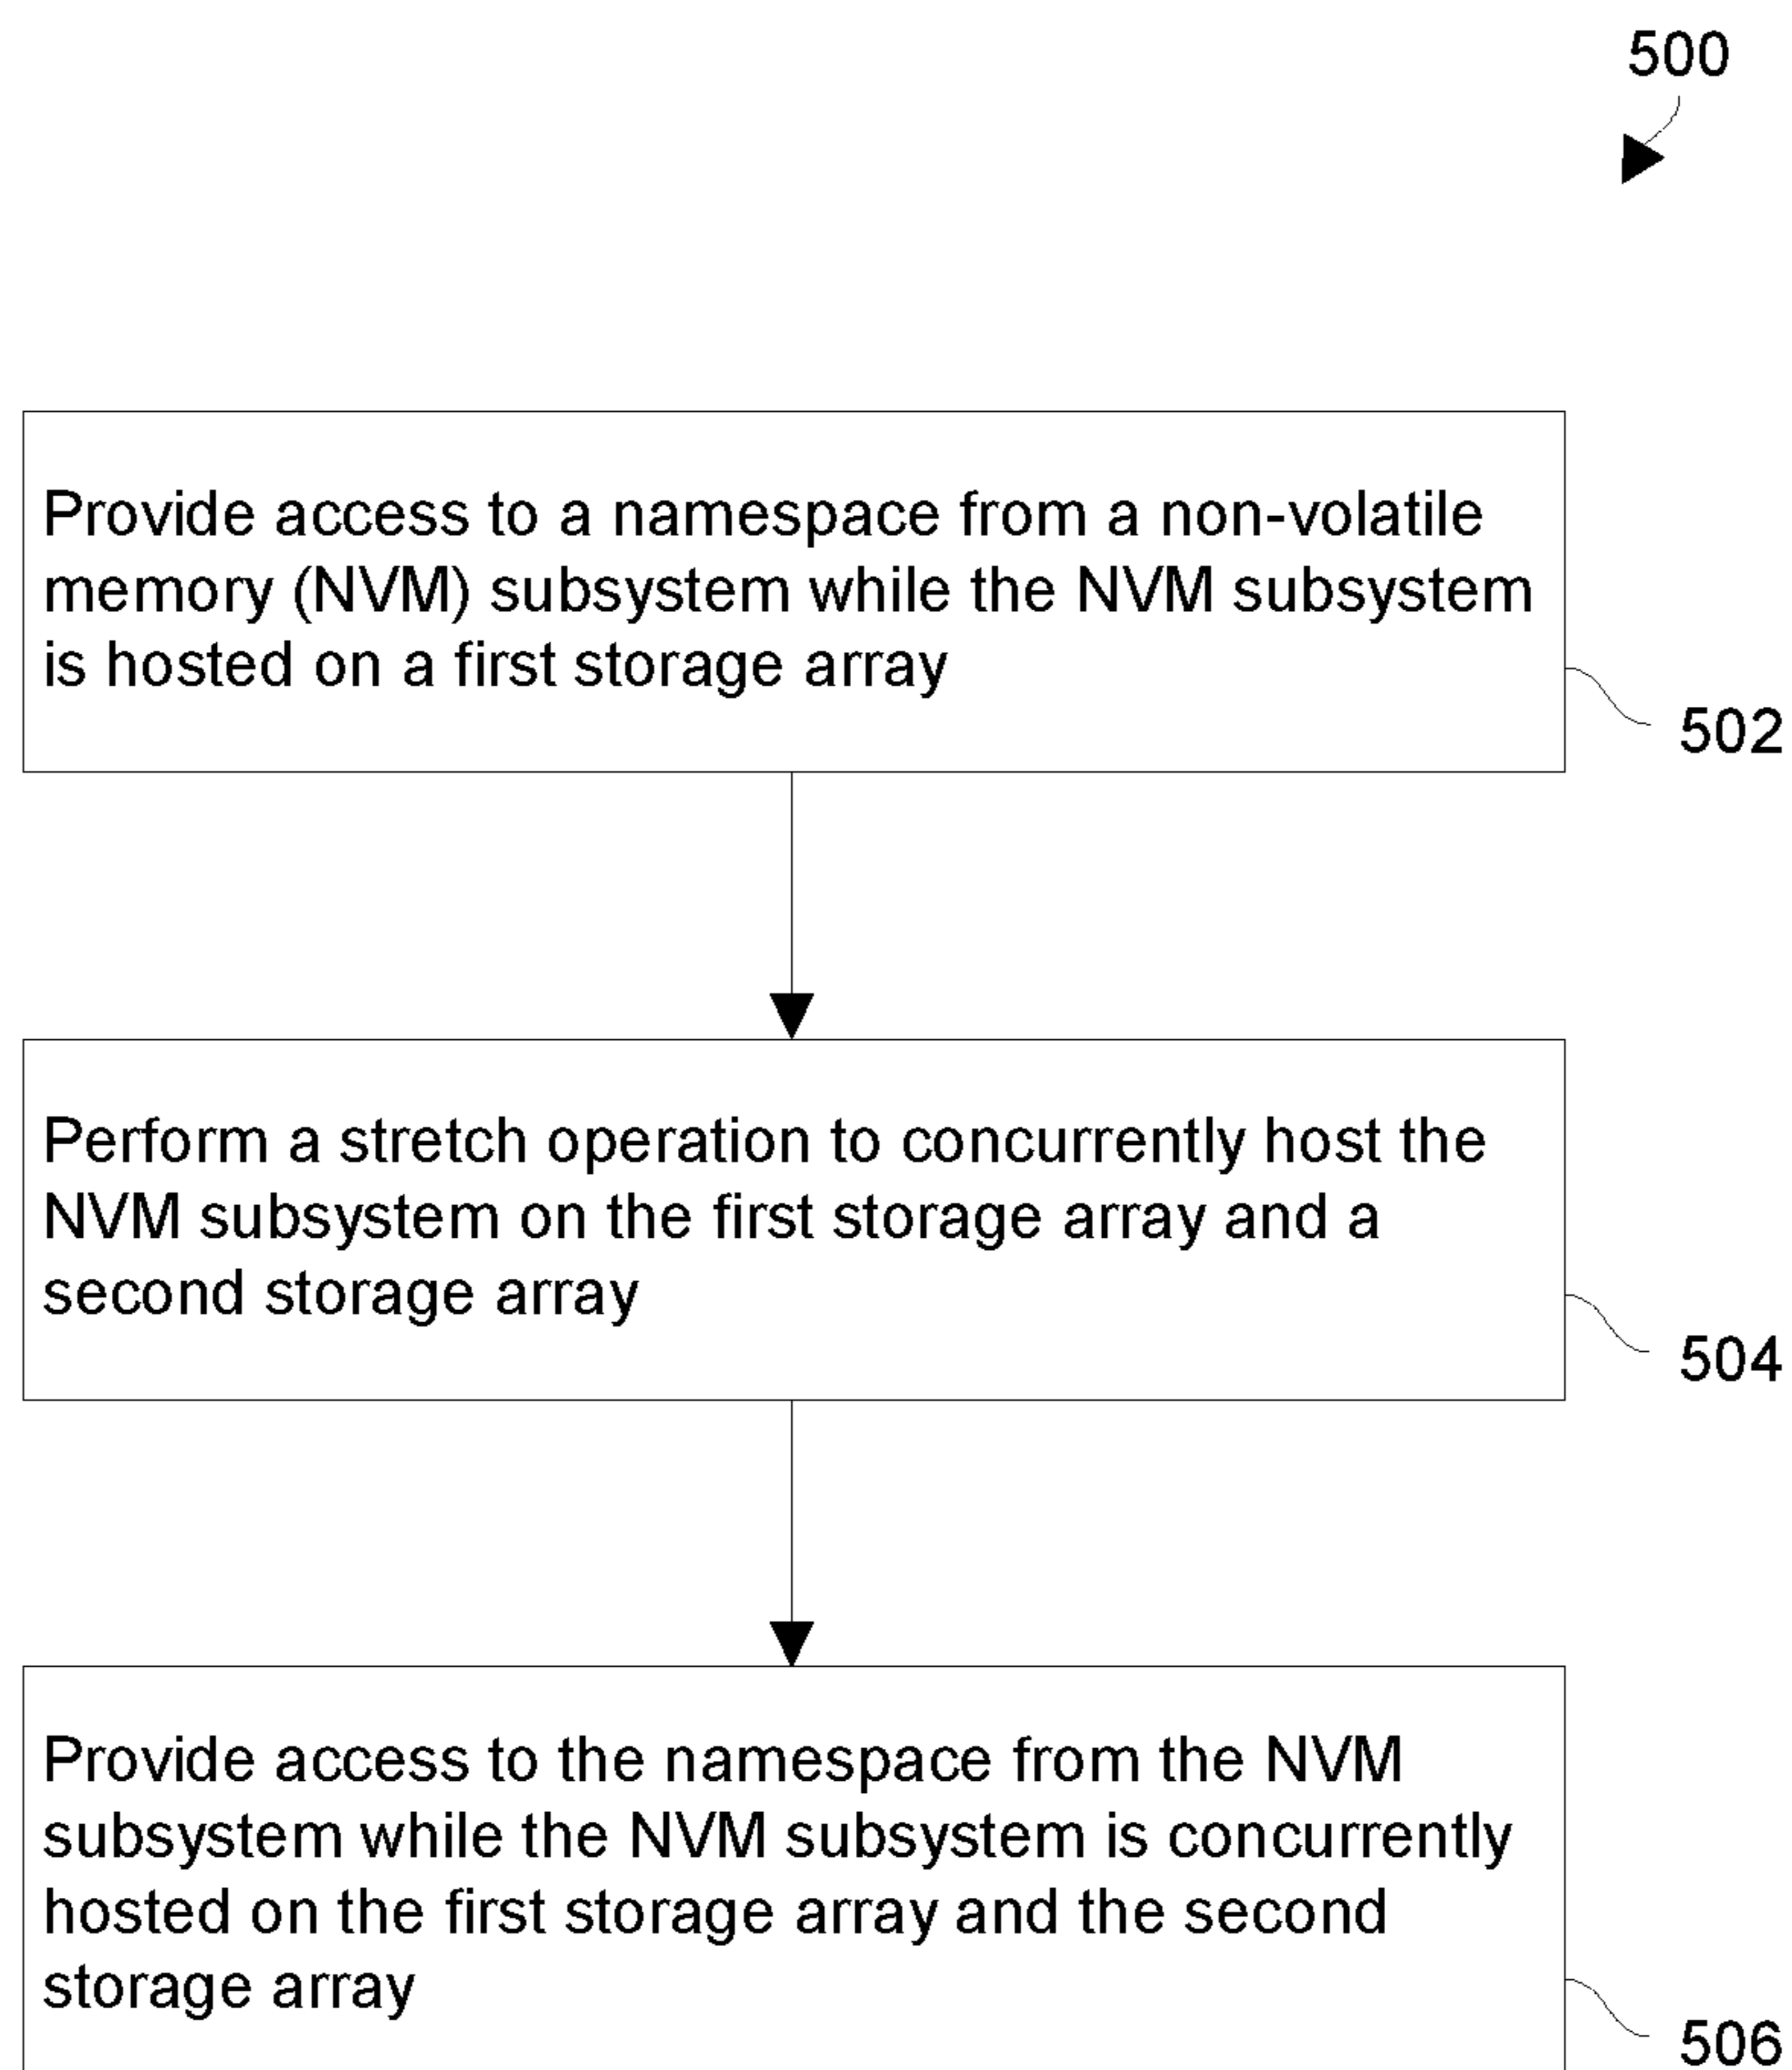 500
Provide access to a namespace from a non-volatile
memory (NVM) subsystem while the NVM subsystem
is hosted on a first storage array
502
Perform a stretch operation to concurrently host the
NVM subsystem on the first storage array and a
second storage array
504
Provide access to the namespace from the NVM
subsystem while the NVM subsystem is concurrently
hosted on the first storage array and the second
storage array
506